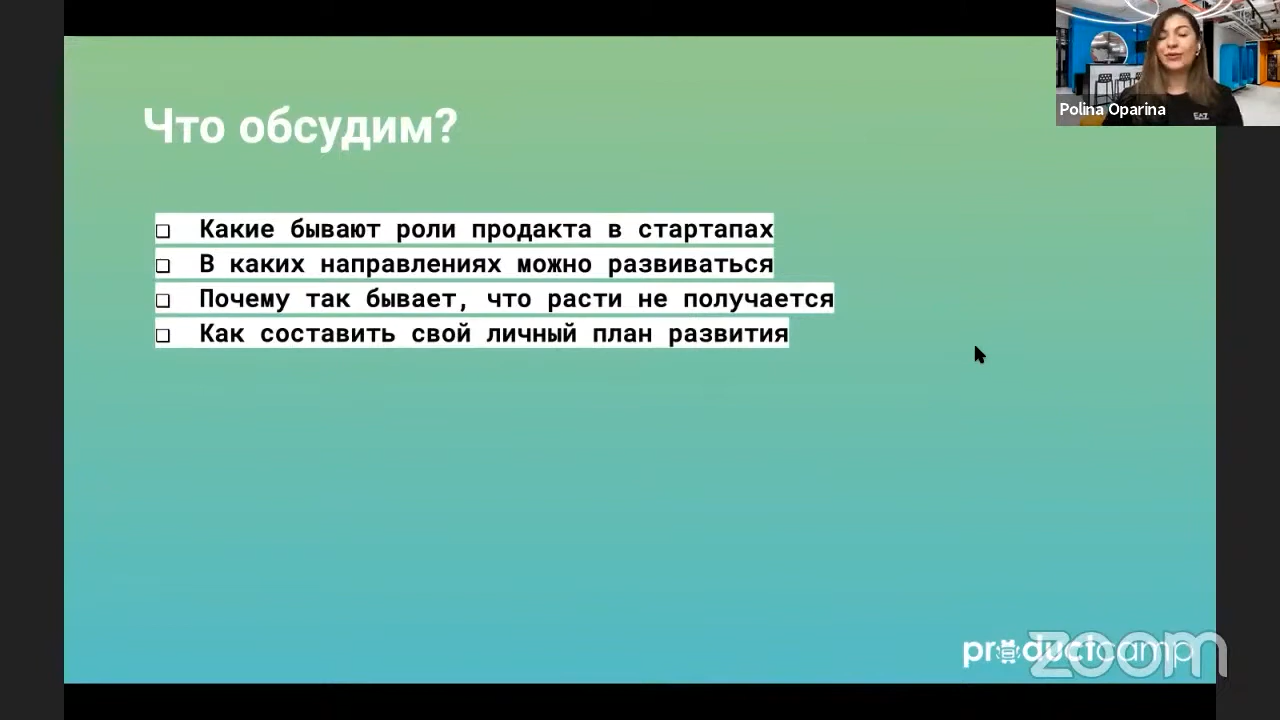 Polina Oparina
EA7
Что обсудим?
❑ Какие бывают роли продакта в стартапах
❑ В каких направлениях можно развиваться
❑ Почему так бывает, что расти не получается
❑ Как составить свой личный план развития
productcamp
zoom